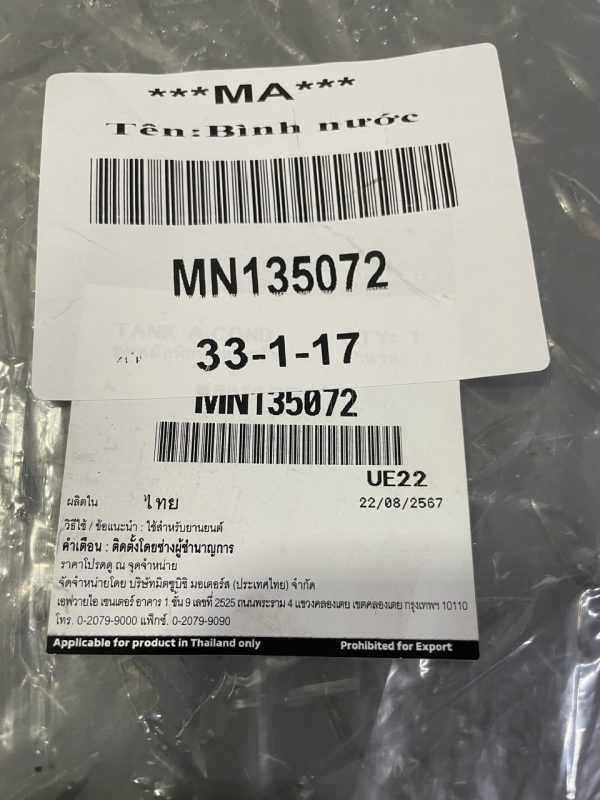 ***MA***
Tên:Bình nước
MN135072
TANK A COND QTY: 1
33-1-17
MN135072
UE22
ผลิตใน ไทย 22/08/2567
วิธีใช้ / ข้อแนะนำ : ใช้สำหรับยานยนต์
คำเตือน : ติดตั้งโดยช่างผู้ชำนาญการ
ราคาโปรดดู ณ จุดจำหน่าย
จัดจำหน่ายโดย บริษัทมิตซูบิชิ มอเตอร์ส (ประเทศไทย) จำกัด
เอฟวายไอ เซนเตอร์ อาคาร 1 ชั้น 9 เลขที่ 2525 ถนนพระราม 4 แขวงคลองเตย เขตคลองเตย กรุงเทพฯ 10110
โทร. 0-2079-9000 แฟ็กซ์. 0-2079-9090
Applicable for product in Thailand only Prohibited for Export